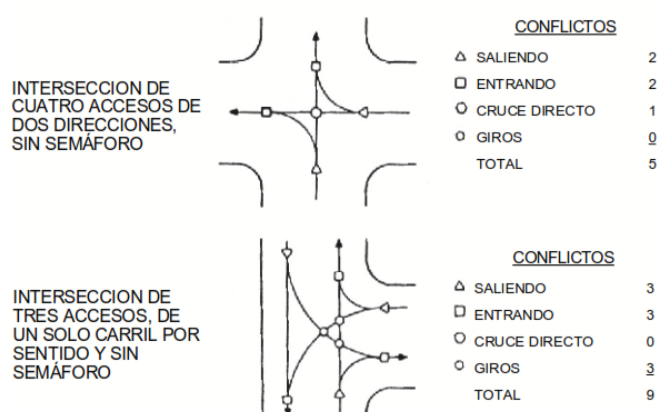 INTERSECCION DE
CUATRO ACCESOS DE
DOS DIRECCIONES,
SIN SEMÁFORO
CONFLICTOS
SALIENDO 2
ENTRANDO 2
CRUCE DIRECTO 1
GIROS 0
TOTAL 5
INTERSECCION DE
TRES ACCESOS, DE
UN SOLO CARRIL POR
SENTIDO Y SIN
SEMÁFORO
CONFLICTOS
SALIENDO 3
ENTRANDO 3
CRUCE DIRECTO 0
GIROS 3
TOTAL 9